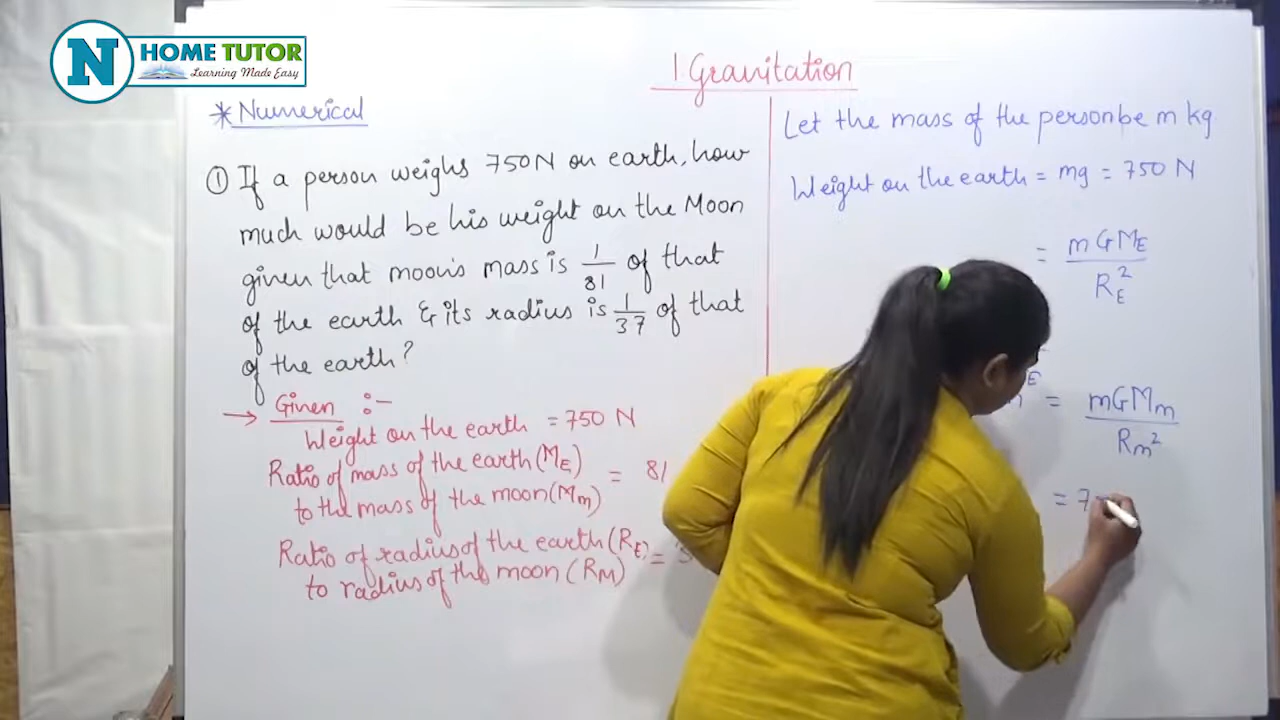 N HOME TUTOR
Learning Made Easy
1. Gravitation
* Numerical
① If a person weighs 750N on earth, how
much would be his weight on the Moon
given that moon's mass is 1/81 of that
of the earth & its radius is 1/37 of that
of the earth?
→ Given :-
Weight on the earth = 750 N
Ratio of mass of the earth (ME) = 81
to the mass of the moon (Mm)
Ratio of radius of the earth (RE) =
to radius of the moon (RM)
Let the mass of the person be m kg
Weight on the earth = mg = 750 N
= mGME / RE²
= mGMm / Rm²
= 7